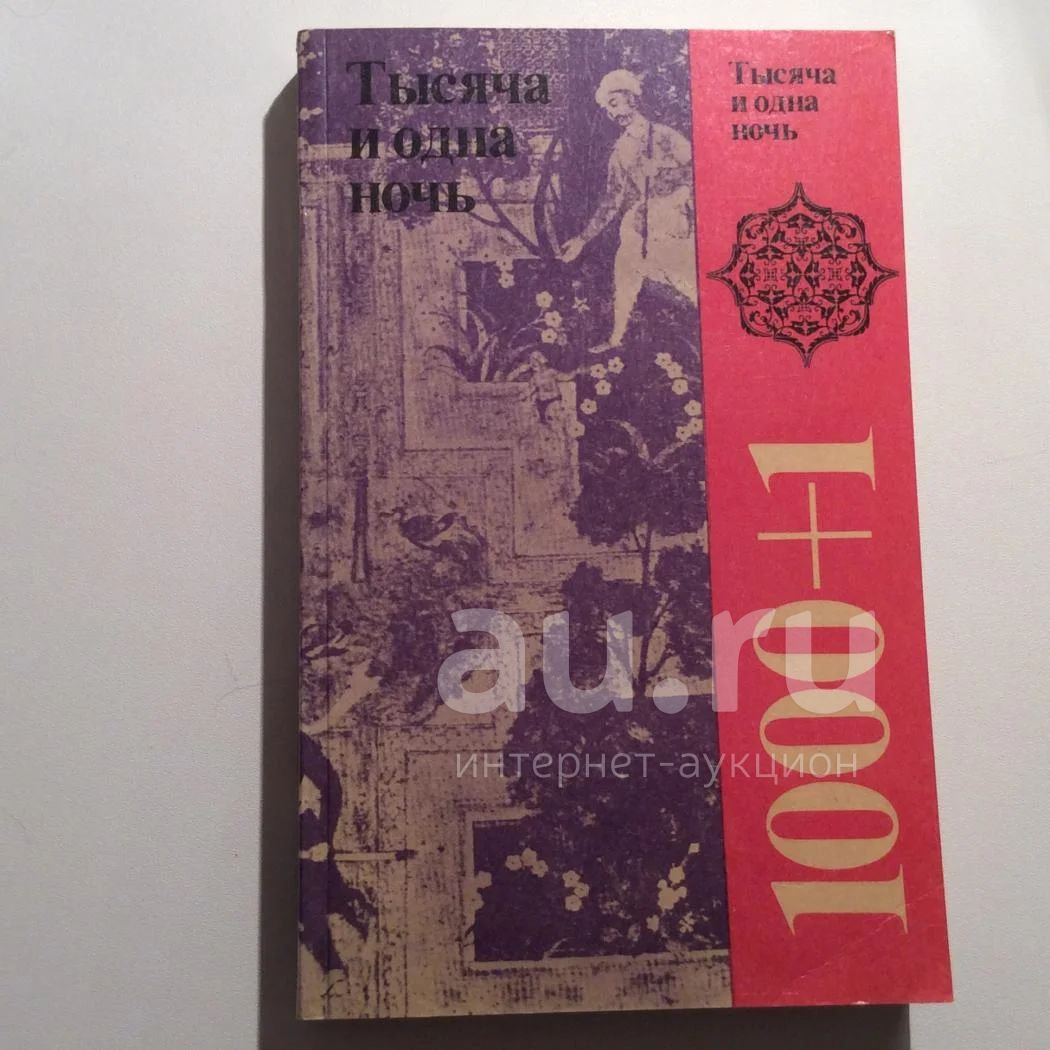 Тысяча
и одна
ночь
Тысяча
и одна
ночь
1000+1
au.ru
интернет-аукцион